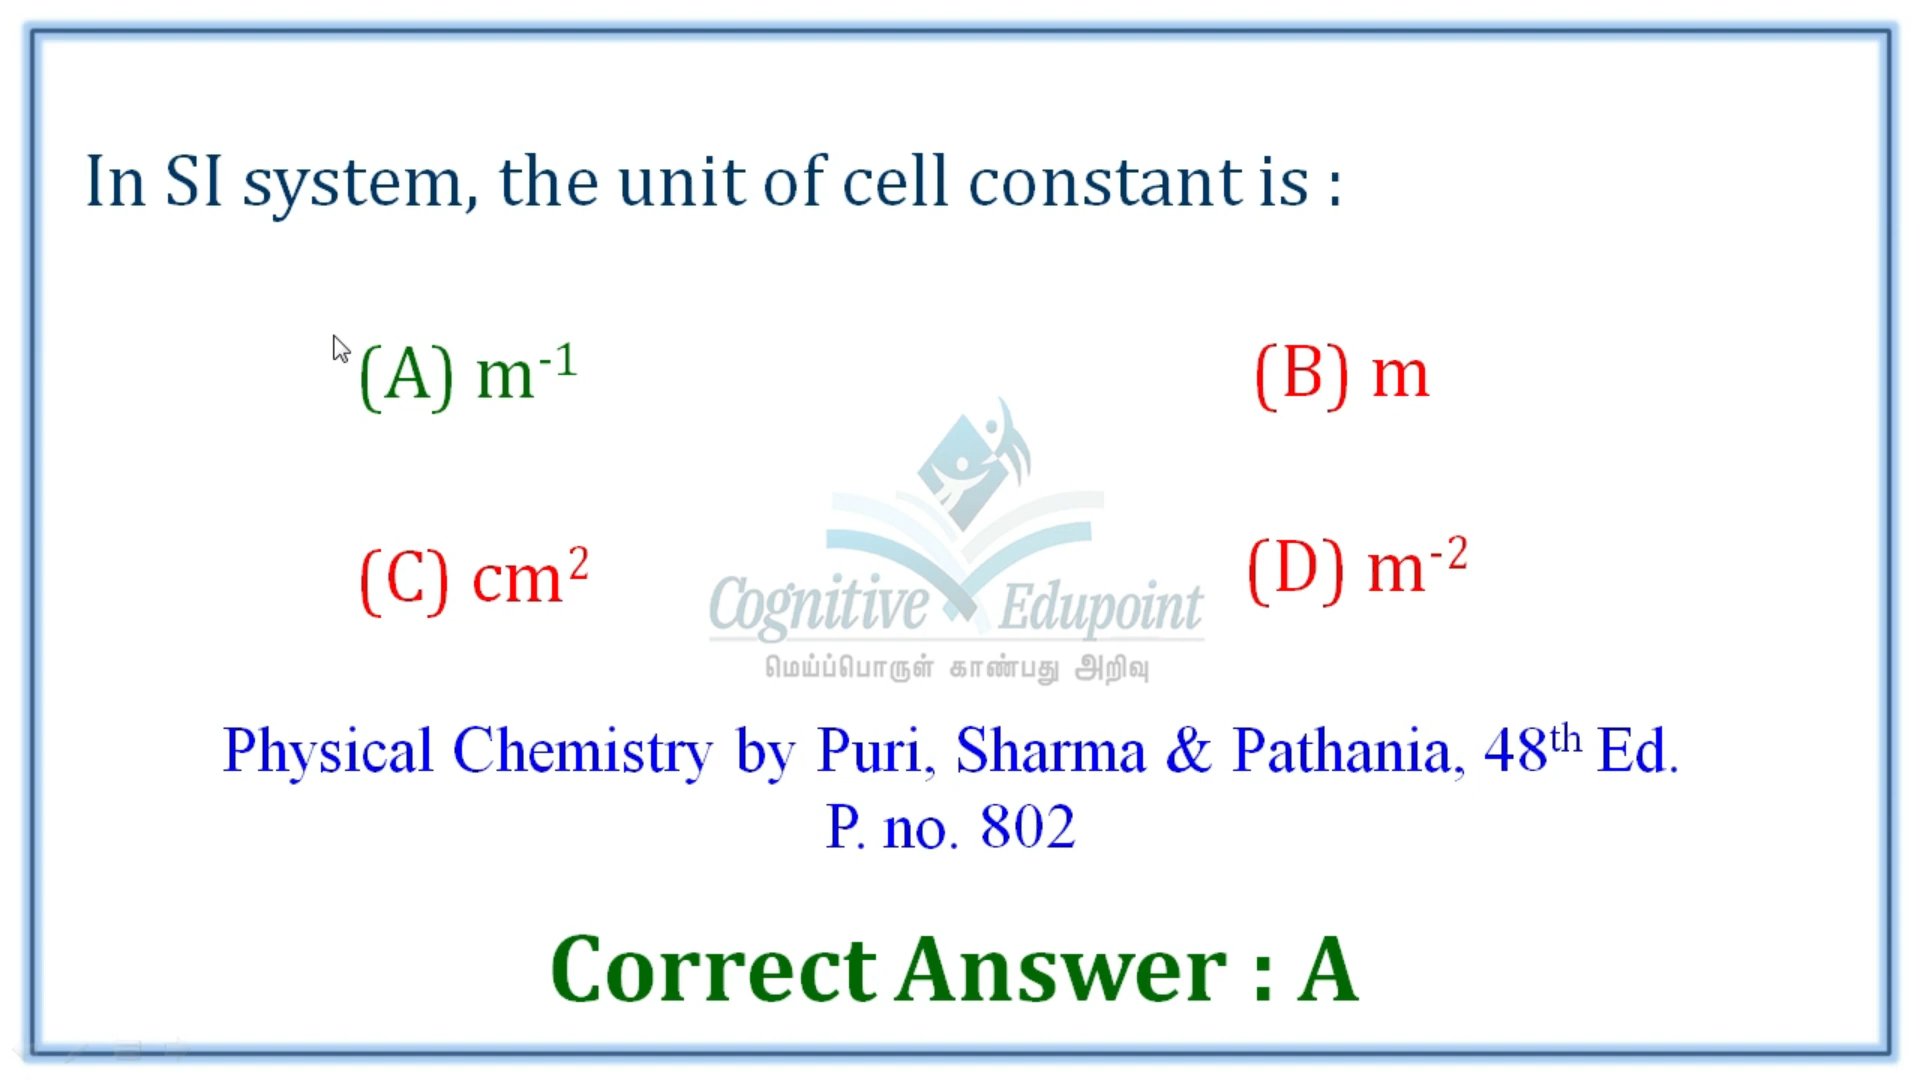 In SI system, the unit of cell constant is :
(A) m⁻¹
(B) m
(C) cm²
(D) m⁻²
Cognitive Edupoint
மெய்ப்பொருள் காண்பது அறிவு
Physical Chemistry by Puri, Sharma & Pathania, 48ᵗʰ Ed.
P. no. 802
Correct Answer : A